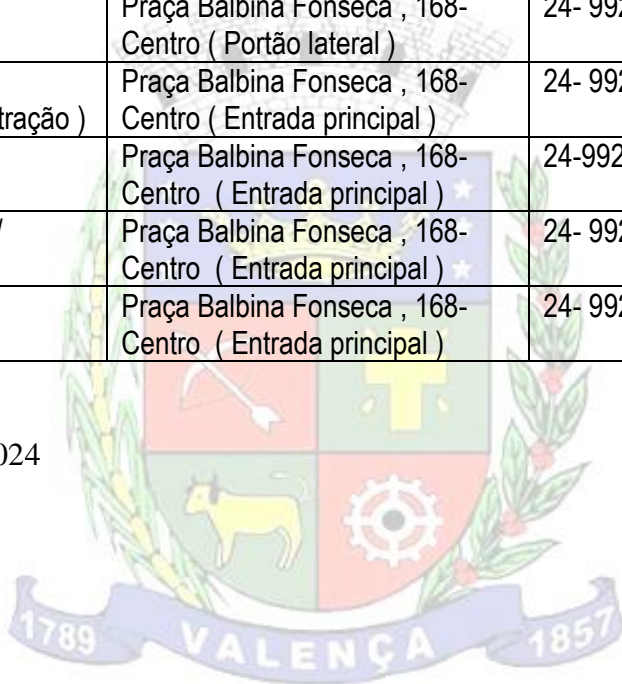 Praça Balbina Fonseca , 168- 24- 992
Centro ( Portão lateral )
Praça Balbina Fonseca , 168- 24- 992
tração ) Centro ( Entrada principal )
Praça Balbina Fonseca , 168- 24-992
Centro ( Entrada principal )
/ Praça Balbina Fonseca , 168- 24- 992
Centro ( Entrada principal )
Praça Balbina Fonseca , 168- 24- 992
Centro ( Entrada principal )
024
1789 VALENÇA 1857